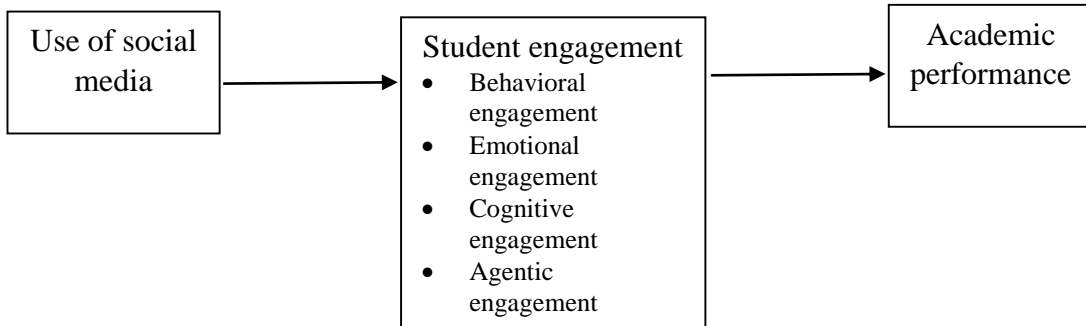 Use of social
media
Student engagement
• Behavioral
engagement
• Emotional
engagement
• Cognitive
engagement
• Agentic
engagement
Academic
performance